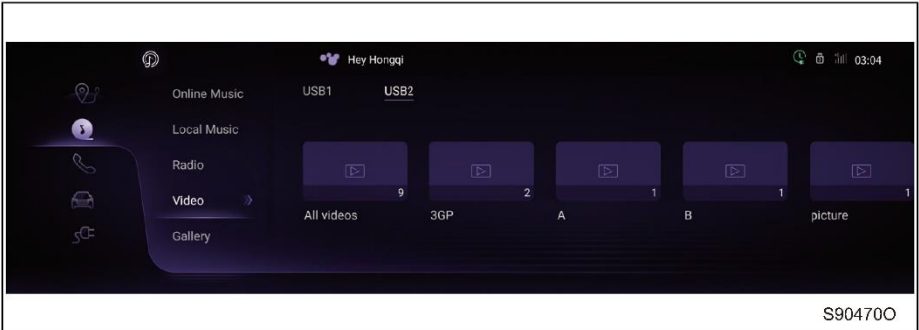 Hey Hongqi
03:04
Online Music
USB1 USB2
Local Music
Radio
Video
9 2 1 1 1
All videos 3GP A B picture
Gallery
S90470O